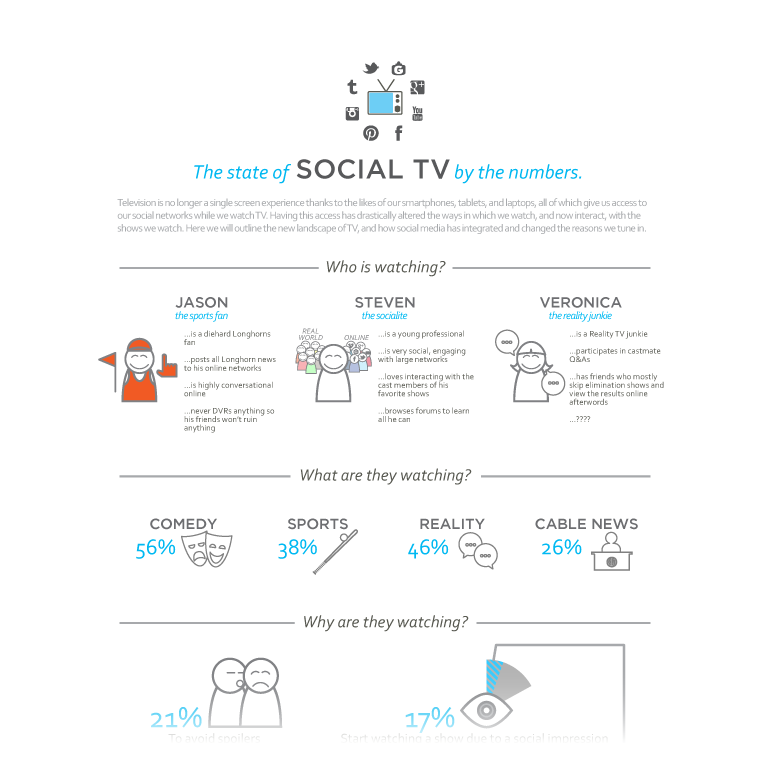 The state of SOCIAL TV by the numbers.
Television is no longer a single screen experience thanks to the likes of our smartphones, tablets, and laptops, all of which give us access to
our social networks while we watch TV. Having this access has drastically altered the ways in which we watch, and now interact, with the
shows we watch. Here we will outline the new landscape of TV, and how social media has integrated and changed the reasons we tune in.
Who is watching?
JASON
the sports fan
...is a diehard Longhorns
fan
...posts all Longhorn news
to his online networks
...is highly conversational
online
...never DVRs anything so
his friends won't ruin
anything
STEVEN
the socialite
REAL
WORLD
ONLINE
...is a young professional
...is very social, engaging
with large networks
...loves interacting with the
cast members of his
favorite shows
...browses forums to learn
all he can
VERONICA
the reality junkie
...is a Reality TV junkie
...participates in castmate
Q&As
...has friends who mostly
skip elimination shows and
view the results online
afterwords
...????
What are they watching?
COMEDY
56%
SPORTS
38%
REALITY
46%
CABLE NEWS
26%
Why are they watching?
21%
To avoid spoilers
17%
Start watching a show due to a social impression